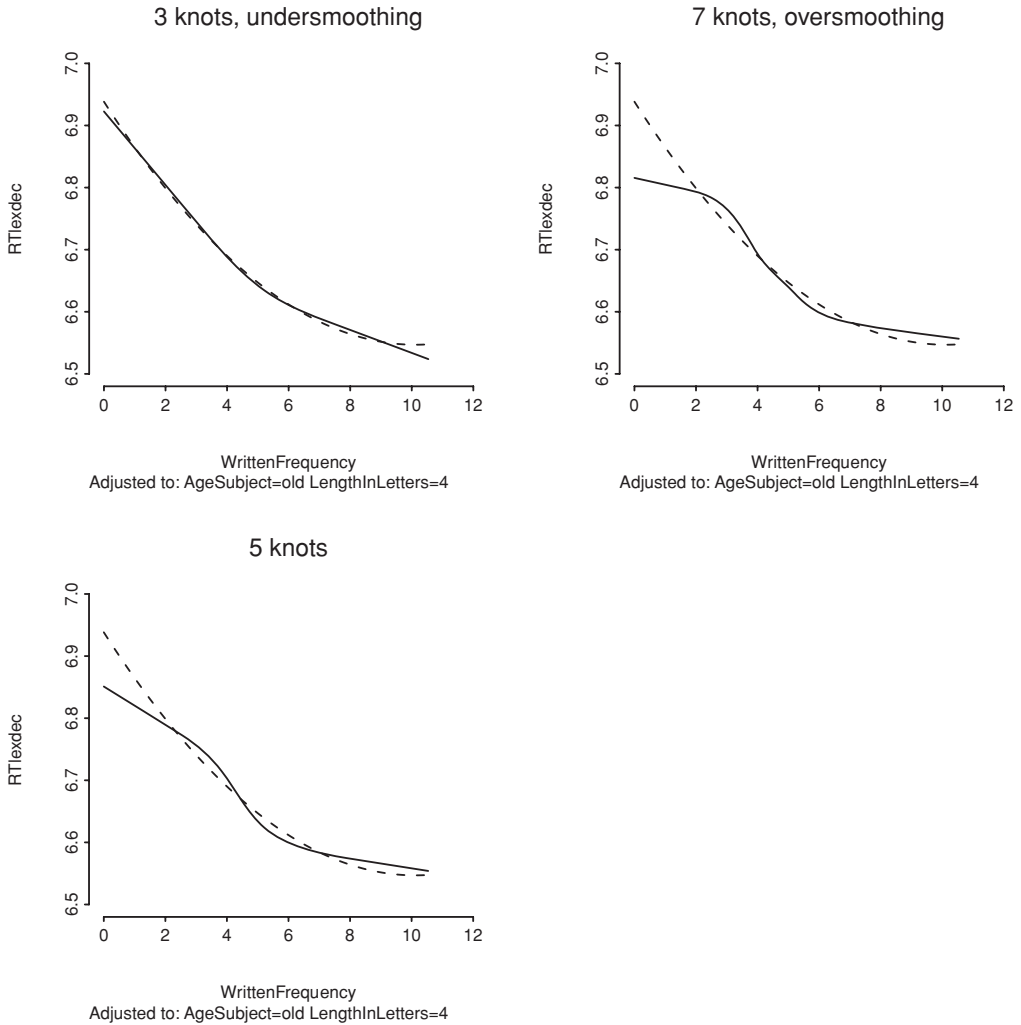 3 knots, undersmoothing
7.0
6.9
6.8
6.7
6.6
6.5
RTlexdec
0 2 4 6 8 10 12
WrittenFrequency
Adjusted to: AgeSubject=old LengthInLetters=4
7 knots, oversmoothing
7.0
6.9
6.8
6.7
6.6
6.5
RTlexdec
0 2 4 6 8 10 12
WrittenFrequency
Adjusted to: AgeSubject=old LengthInLetters=4
5 knots
7.0
6.9
6.8
6.7
6.6
6.5
RTlexdec
0 2 4 6 8 10 12
WrittenFrequency
Adjusted to: AgeSubject=old LengthInLetters=4